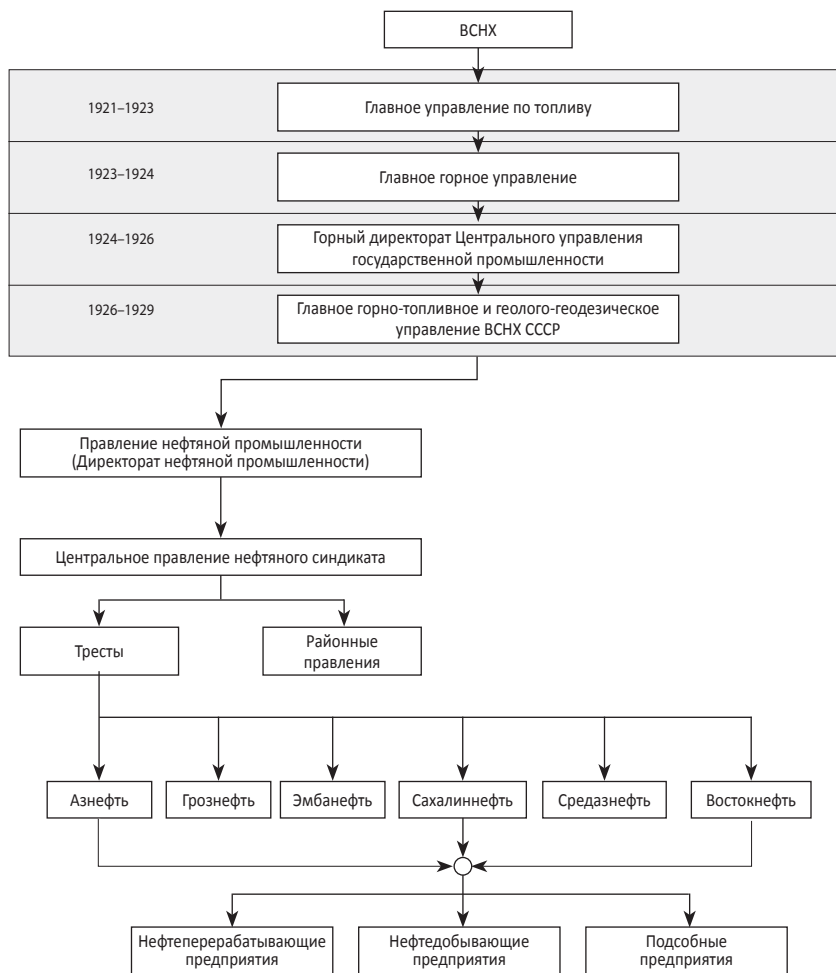 ВСНХ
1921–1923
Главное управление по топливу
1923–1924
Главное горное управление
1924–1926
Горный директорат Центрального управления
государственной промышленности
1926–1929
Главное горно-топливное и геолого-геодезическое
управление ВСНХ СССР
Правление нефтяной промышленности
(Директорат нефтяной промышленности)
Центральное правление нефтяного синдиката
Тресты
Районные
правления
Азнефть
Грознефть
Эмбанефть
Сахалиннефть
Средазнефть
Востокнефть
Нефтеперерабатывающие
предприятия
Нефтедобывающие
предприятия
Подсобные
предприятия